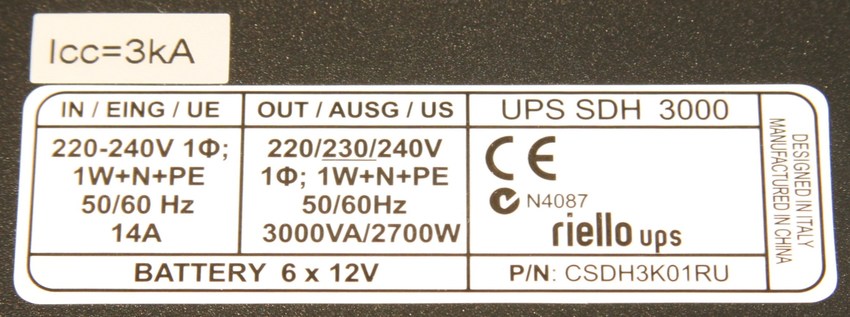 Icc=3kA
IN / EING / UE
220-240V 1Φ;
1W+N+PE
50/60 Hz
14A
OUT / AUSG / US
220/230/240V
1Φ; 1W+N+PE
50/60Hz
3000VA/2700W
UPS SDH 3000
CE
N4087
riello ups
BATTERY 6 x 12V
P/N: CSDH3K01RU
DESIGNED IN ITALY
MANUFACTURED IN CHINA